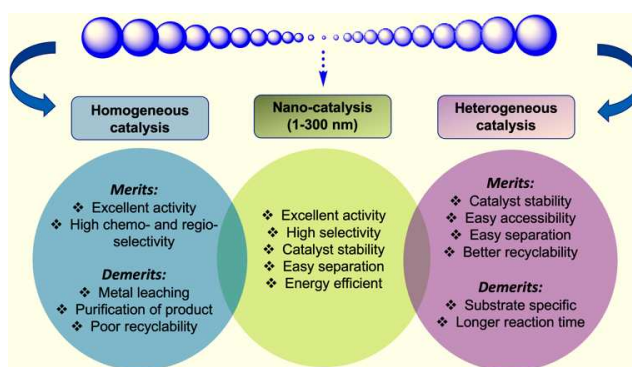 Homogeneous
catalysis
Nano-catalysis
(1-300 nm)
Heterogeneous
catalysis
Merits:
❖ Excellent activity
❖ High chemo- and regio-
selectivity
Demerits:
❖ Metal leaching
❖ Purification of product
❖ Poor recyclability
❖ Excellent activity
❖ High selectivity
❖ Catalyst stability
❖ Easy separation
❖ Energy efficient
Merits:
❖ Catalyst stability
❖ Easy accessibility
❖ Easy separation
❖ Better recyclability
Demerits:
❖ Substrate specific
❖ Longer reaction time